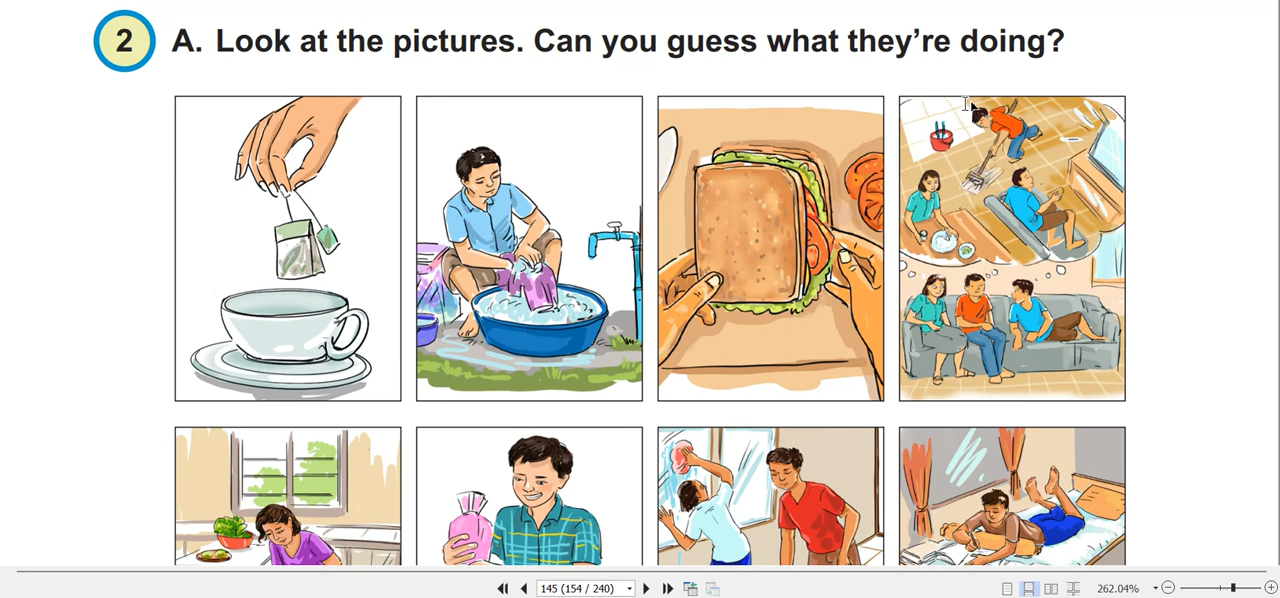 2 A. Look at the pictures. Can you guess what they're doing?
145 (154 / 240)
262.04%